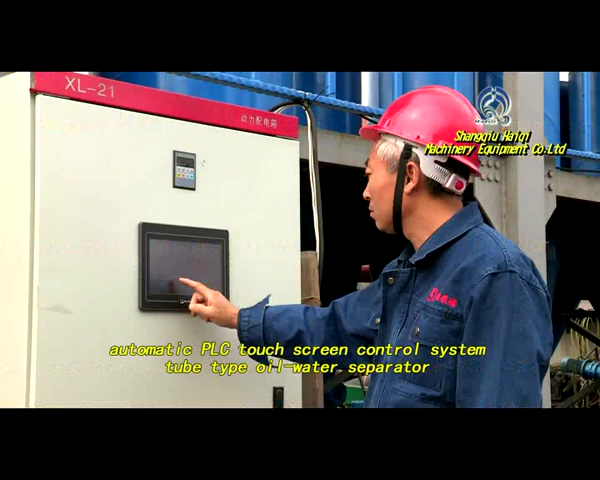 XL-21
动力配电箱
Shangqiu Haiqi
Machinery Equipment Co.Ltd
automatic PLC touch screen control system
tube type oil-water separator